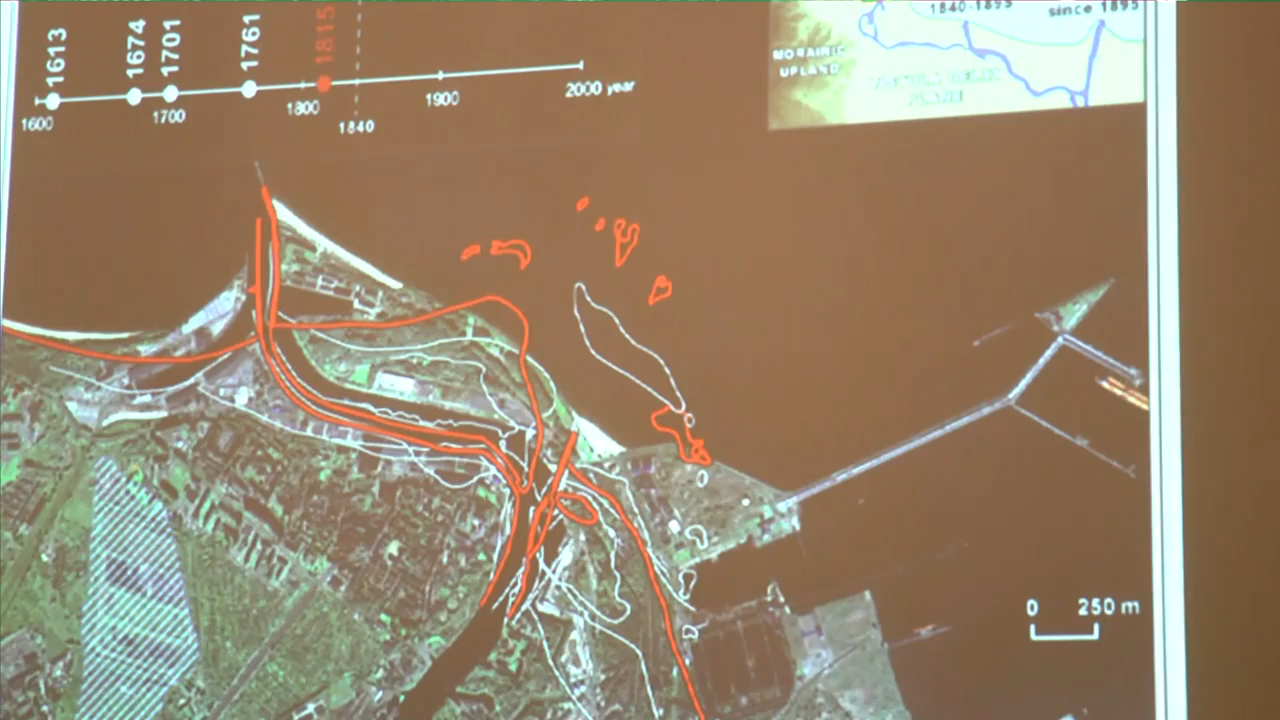 1613
1674
1701
1761
1815
1600
1700
1800
1840
1900
2000 year
1840-1895
since 1895
MORAINIC
UPLAND
PLANE
0 250 m